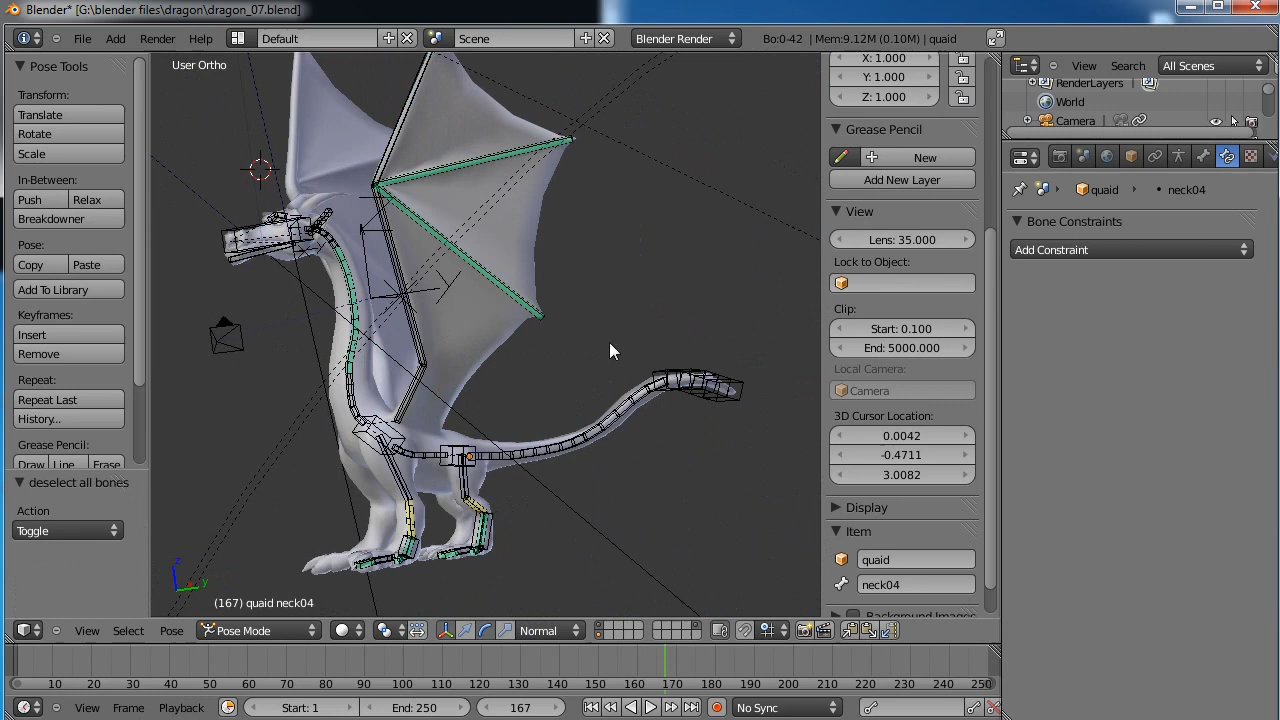 Blender* [G:\blender files\dragon\dragon_07.blend]
File Add Render Help Default Scene Blender Render Bo:0-42 | Mem:9.12M (0.10M) | quaid
View Search All Scenes
Pose Tools
Transform:
Translate
Rotate
Scale
In-Between:
Push Relax
Breakdowner
Pose:
Copy Paste
Add To Library
Keyframes:
Insert
Remove
Repeat:
Repeat Last
History...
Grease Pencil:
Draw Line Erase
deselect all bones
Action
Toggle
User Ortho
z
y
(167) quaid neck04
X: 1.000
Y: 1.000
Z: 1.000
Grease Pencil
New
Add New Layer
View
Lens: 35.000
Lock to Object:
Clip:
Start: 0.100
End: 5000.000
Local Camera:
Camera
3D Cursor Location:
0.0042
-0.4711
3.0082
Display
Item
quaid
neck04
Background Images
RenderLayers
World
Camera
quaid neck04
Bone Constraints
Add Constraint
View Select Pose Pose Mode Normal
10 20 30 40 50 60 70 80 90 100 110 120 130 140 150 160 170 180 190 200 210 220 230 240 250
View Frame Playback Start: 1 End: 250 167 No Sync